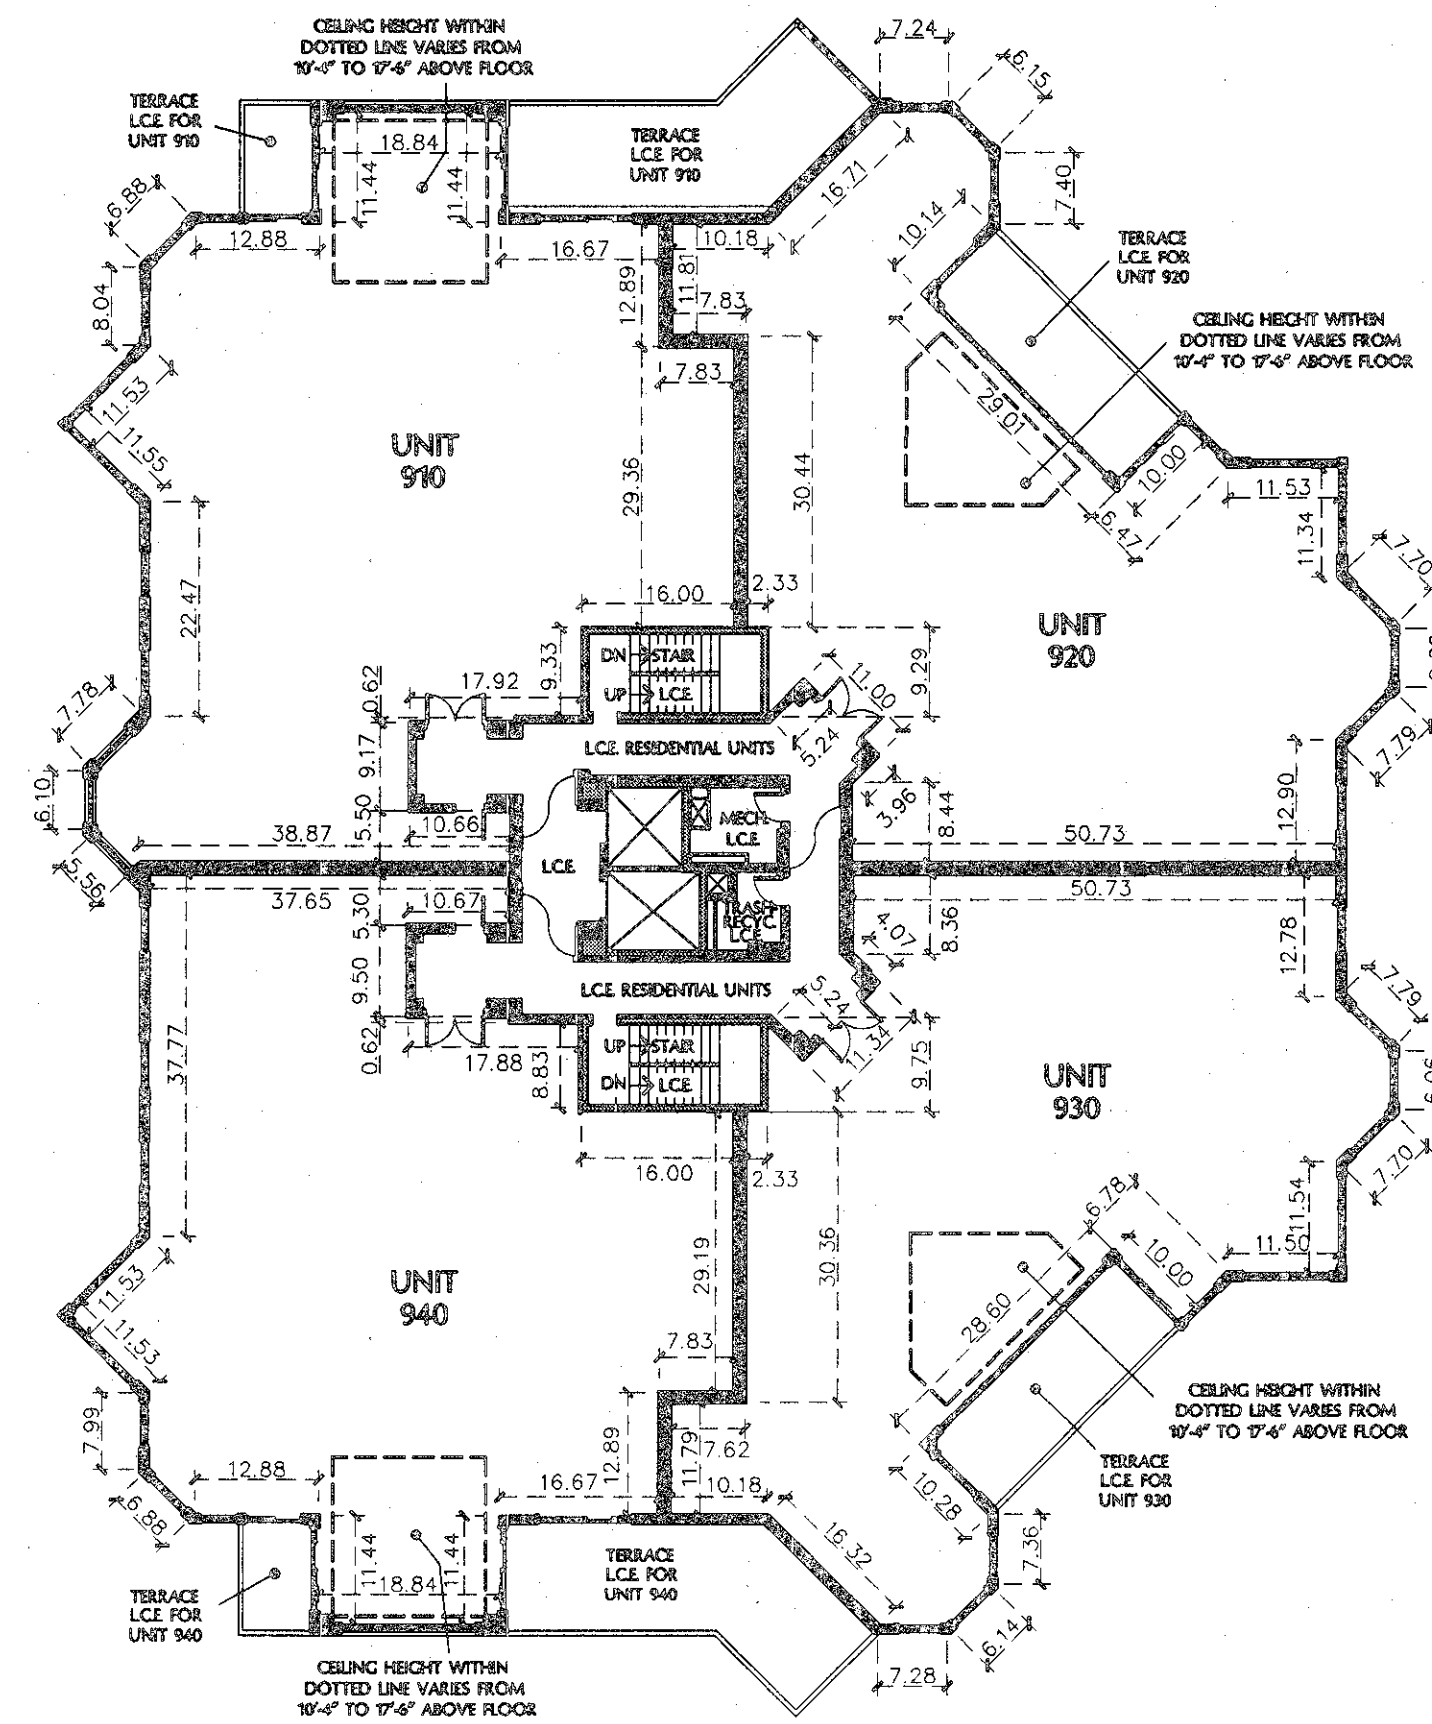 CEILING HEIGHT WITHIN
DOTTED LINE VARIES FROM
10'-4" TO 17'-6" ABOVE FLOOR
7.24
6.15
TERRACE
L.C.E. FOR
UNIT 910
18.84
11.44
11.44
TERRACE
L.C.E. FOR
UNIT 910
16.71
7.40
6.88
12.88
16.67
10.18
10.14
TERRACE
L.C.E. FOR
UNIT 920
8.04
12.89
11.81
7.83
7.83
CEILING HEIGHT WITHIN
DOTTED LINE VARIES FROM
10'-4" TO 17'-6" ABOVE FLOOR
11.53
11.55
29.01
UNIT
910
29.36
30.44
10.00
6.47
11.53
11.34
7.70
22.47
16.00
2.33
UNIT
920
9.33
DN
STAIR
UP
L.C.E.
9.29
7.78
0.62
17.92
11.00
5.24
7.79
L.C.E. RESIDENTIAL UNITS
9.17
6.10
3.96
8.44
12.90
MECH.
L.C.E.
38.87
5.50
10.66
50.73
L.C.E.
5.56
37.65
5.30
10.67
50.73
TRASH
RECYC.
L.C.E.
4.07
8.36
12.78
9.50
L.C.E. RESIDENTIAL UNITS
5.24
7.79
0.62
17.88
8.83
UP
STAIR
DN
L.C.E.
11.34
9.75
37.77
UNIT
930
6.06
16.00
2.33
7.70
6.78
11.54
11.50
10.00
29.19
30.36
UNIT
940
11.53
11.53
28.60
7.83
7.99
12.89
11.79
7.62
CEILING HEIGHT WITHIN
DOTTED LINE VARIES FROM
10'-4" TO 17'-6" ABOVE FLOOR
12.88
16.67
10.18
10.28
TERRACE
L.C.E. FOR
UNIT 930
6.88
11.44
11.44
18.84
16.32
7.36
TERRACE
L.C.E. FOR
UNIT 940
TERRACE
L.C.E. FOR
UNIT 940
6.14
7.28
CEILING HEIGHT WITHIN
DOTTED LINE VARIES FROM
10'-4" TO 17'-6" ABOVE FLOOR